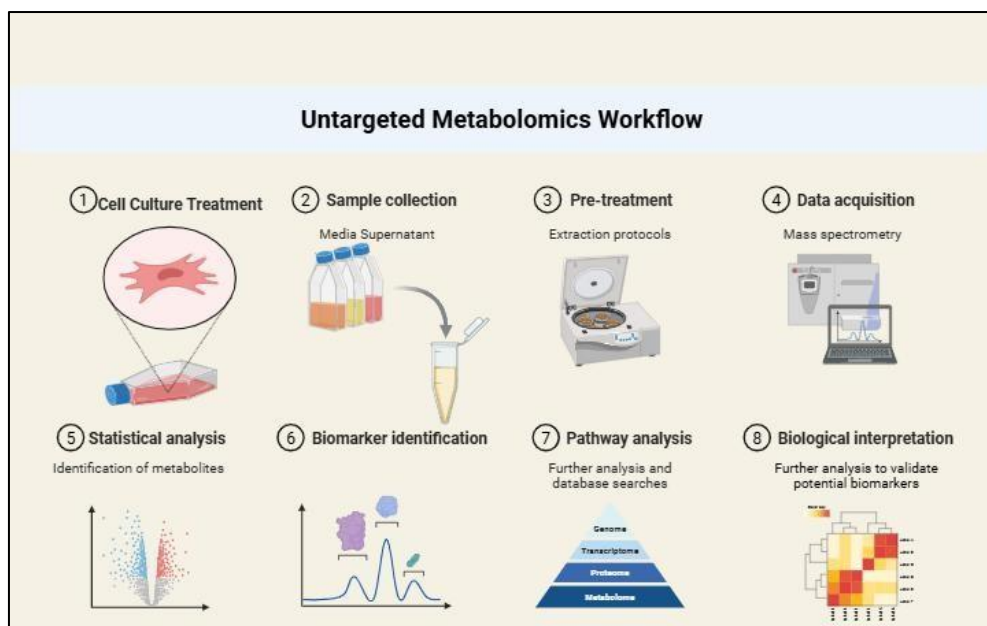 Untargeted Metabolomics Workflow
1 Cell Culture Treatment
2 Sample collection
Media Supernatant
3 Pre-treatment
Extraction protocols
4 Data acquisition
Mass spectrometry
5 Statistical analysis
Identification of metabolites
6 Biomarker identification
7 Pathway analysis
Further analysis and
database searches
Genome
Transcriptome
Proteome
Metabolome
8 Biological interpretation
Further analysis to validate
potential biomarkers